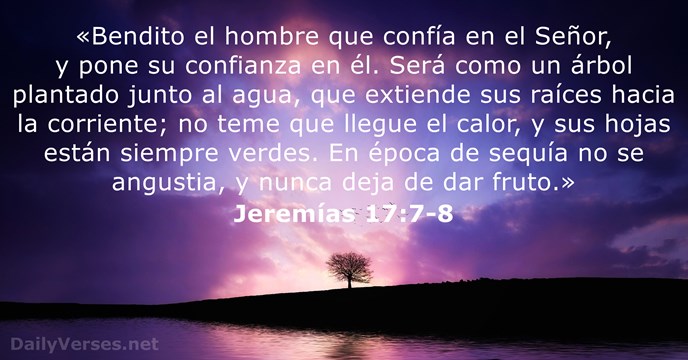 «Bendito el hombre que confía en el Señor,
y pone su confianza en él. Será como un árbol
plantado junto al agua, que extiende sus raíces hacia
la corriente; no teme que llegue el calor, y sus hojas
están siempre verdes. En época de sequía no se
angustia, y nunca deja de dar fruto.»
Jeremías 17:7-8
DailyVerses.net